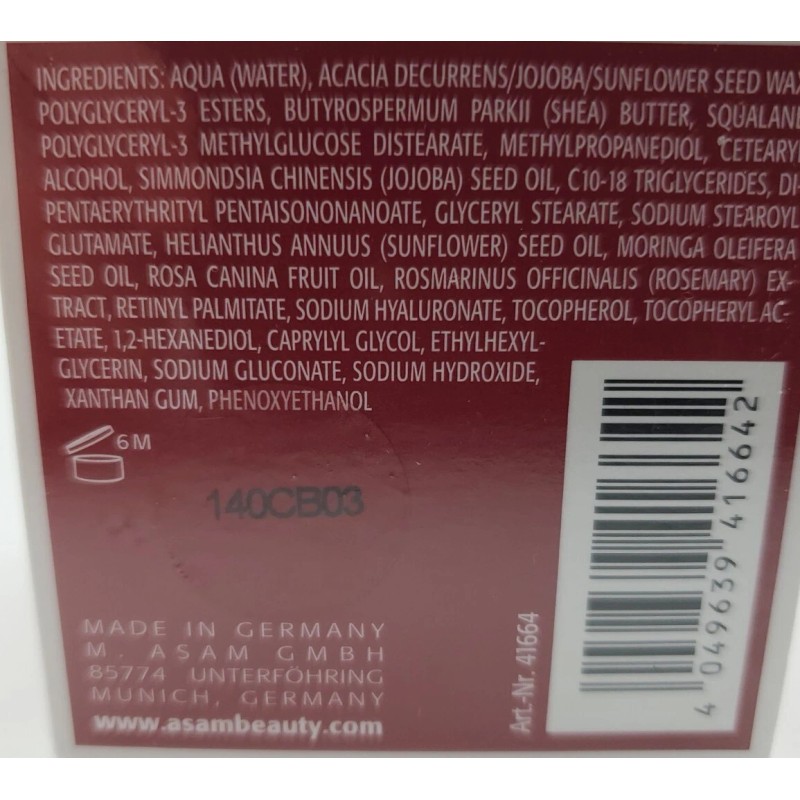 INGREDIENTS: AQUA (WATER), ACACIA DECURRENS/JOJOBA/SUNFLOWER SEED WAX
POLYGLYCERYL-3 ESTERS, BUTYROSPERMUM PARKII (SHEA) BUTTER, SQUALAN
POLYGLYCERYL-3 METHYLGLUCOSE DISTEARATE, METHYLPROPANEDIOL, CETEARY
ALCOHOL, SIMMONDSIA CHINENSIS (JOJOBA) SEED OIL, C10-18 TRIGLYCERIDES, DI-
PENTAERYTHRITYL PENTAISONONANOATE, GLYCERYL STEARATE, SODIUM STEAROYL
GLUTAMATE, HELIANTHUS ANNUUS (SUNFLOWER) SEED OIL, MORINGA OLEIFERA
SEED OIL, ROSA CANINA FRUIT OIL, ROSMARINUS OFFICINALIS (ROSEMARY) EX-
TRACT, RETINYL PALMITATE, SODIUM HYALURONATE, TOCOPHEROL, TOCOPHERYL AC-
ETATE, 1,2-HEXANEDIOL, CAPRYLYL GLYCOL, ETHYLHEXYL-
GLYCERIN, SODIUM GLUCONATE, SODIUM HYDROXIDE,
XANTHAN GUM, PHENOXYETHANOL
6M
140CB03
MADE IN GERMANY
M. ASAM GMBH
85774 UNTERFÖHRING
MUNICH, GERMANY
www.asambeauty.com
Art.-Nr. 41664
4 049639 416642